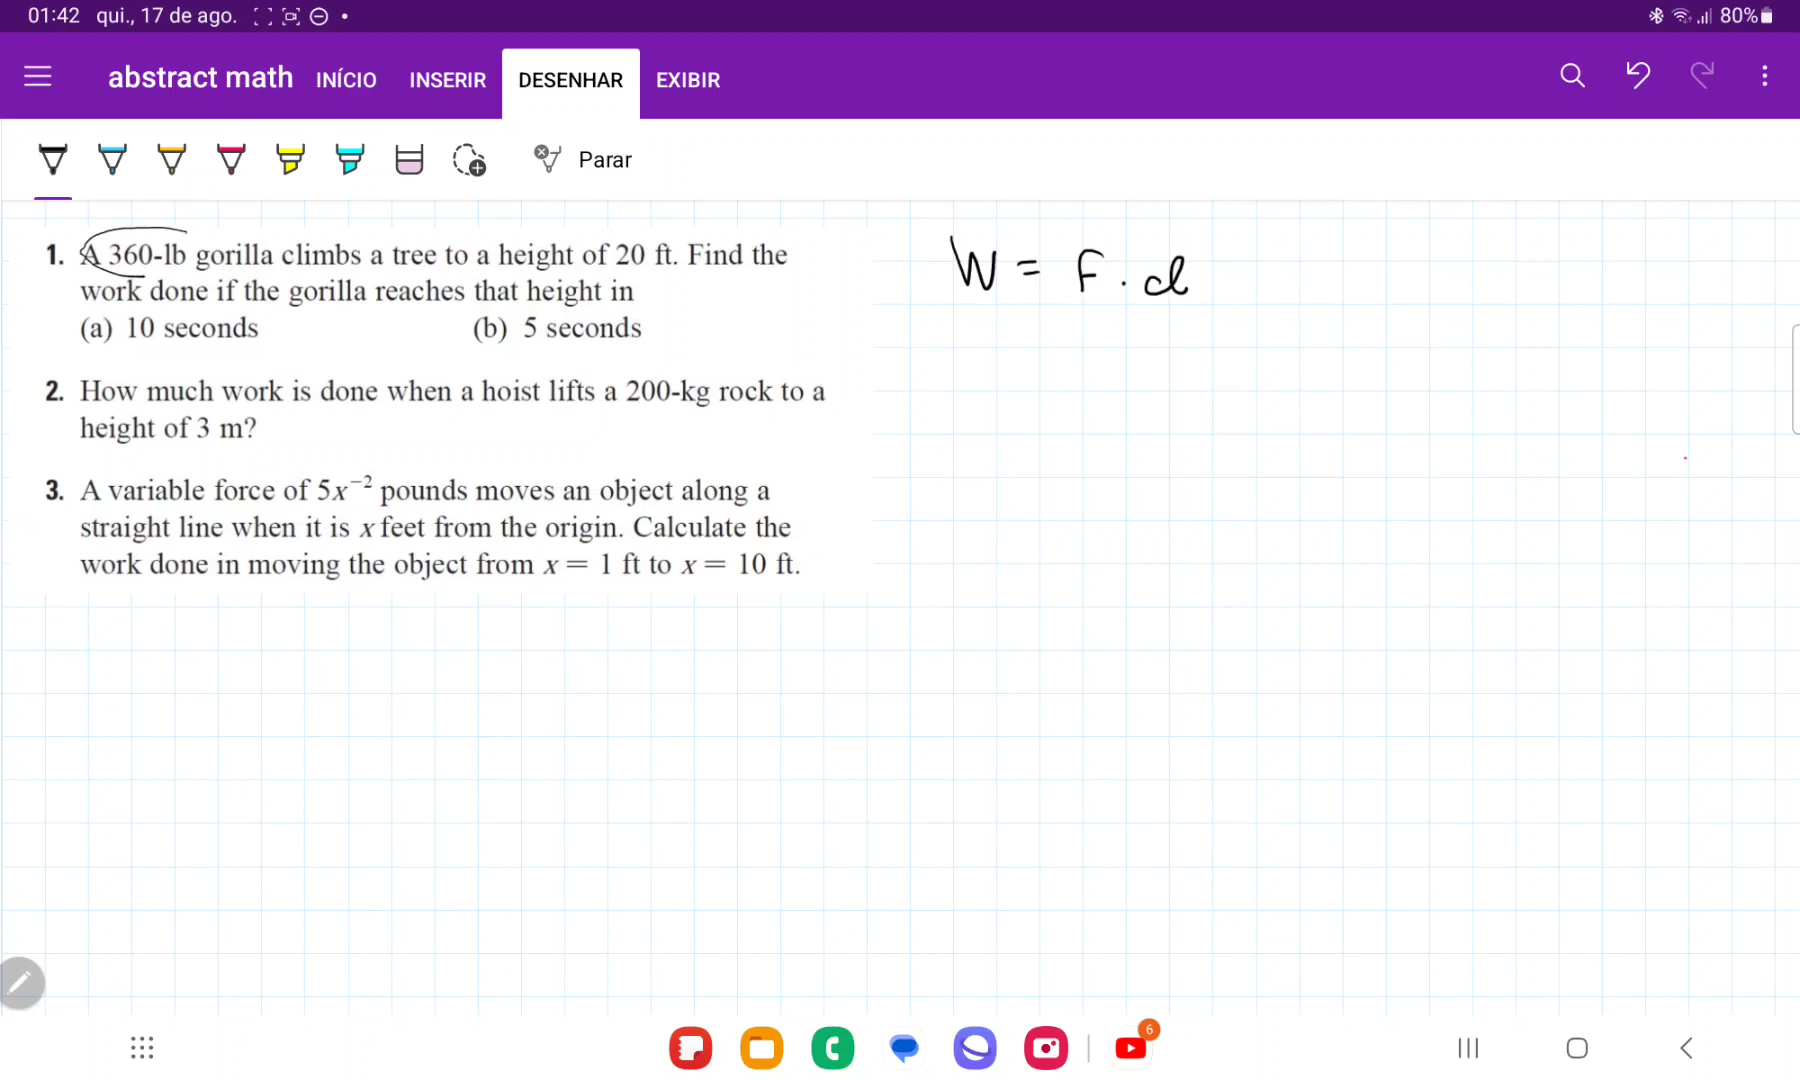 01:42 qui., 17 de ago. 80%
abstract math INÍCIO INSERIR DESENHAR EXIBIR
Parar
1. A 360-lb gorilla climbs a tree to a height of 20 ft. Find the
work done if the gorilla reaches that height in
(a) 10 seconds (b) 5 seconds
W = F . d
2. How much work is done when a hoist lifts a 200-kg rock to a
height of 3 m?
3. A variable force of 5x⁻² pounds moves an object along a
straight line when it is x feet from the origin. Calculate the
work done in moving the object from x = 1 ft to x = 10 ft.
6